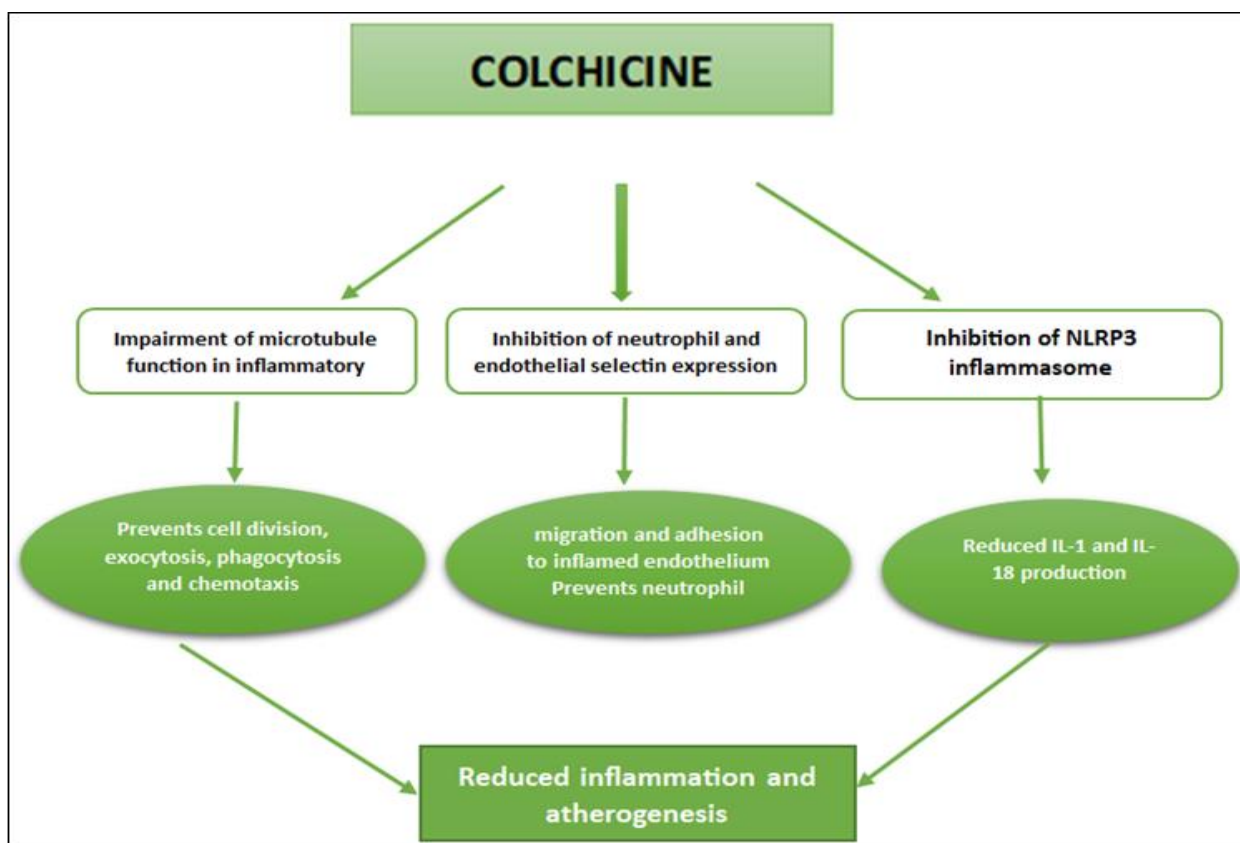 COLCHICINE
Impairment of microtubule
function in inflammatory
Inhibition of neutrophil and
endothelial selectin expression
Inhibition of NLRP3
inflammasome
Prevents cell division,
exocytosis, phagocytosis
and chemotaxis
migration and adhesion
to inflamed endothelium
Prevents neutrophil
Reduced IL-1 and IL-
18 production
Reduced inflammation and
atherogenesis